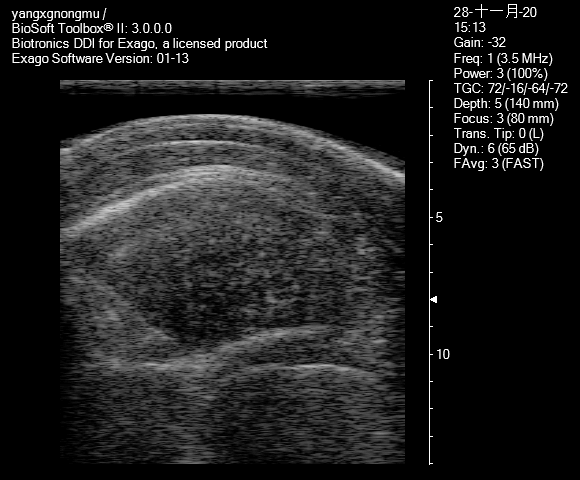 yangxgnongmu /
BioSoft Toolbox® II: 3.0.0.0
Biotronics DDI for Exago, a licensed product
Exago Software Version: 01-13
28-十一月-20
15:13
Gain: -32
Freq: 1 (3.5 MHz)
Power: 3 (100%)
TGC: 72/-16/-64/-72
Depth: 5 (140 mm)
Focus: 3 (80 mm)
Trans. Tip: 0 (L)
Dyn.: 6 (65 dB)
FAvg: 3 (FAST)
5
10